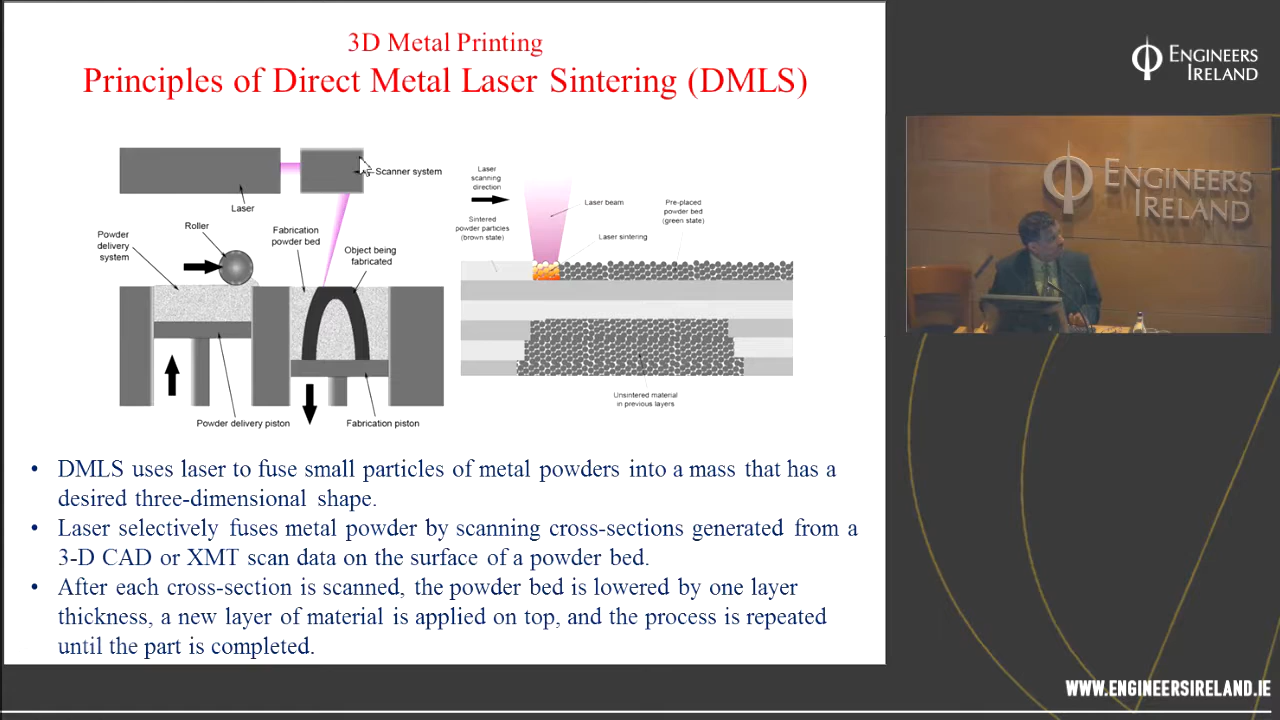 3D Metal Printing
Principles of Direct Metal Laser Sintering (DMLS)
Scanner system
Laser
Roller
Powder
delivery
system
Fabrication
powder bed
Object being
fabricated
Powder delivery piston
Fabrication piston
Laser
scanning
direction
Sintered
powder particles
(brown state)
Laser beam
Laser sintering
Pre-placed
powder bed
(green state)
Unsintered material
in previous layers
• DMLS uses laser to fuse small particles of metal powders into a mass that has a
desired three-dimensional shape.
• Laser selectively fuses metal powder by scanning cross-sections generated from a
3-D CAD or XMT scan data on the surface of a powder bed.
• After each cross-section is scanned, the powder bed is lowered by one layer
thickness, a new layer of material is applied on top, and the process is repeated
until the part is completed.
ENGINEERS
IRELAND
ENGINEERS
IRELAND
WWW.ENGINEERSIRELAND.IE